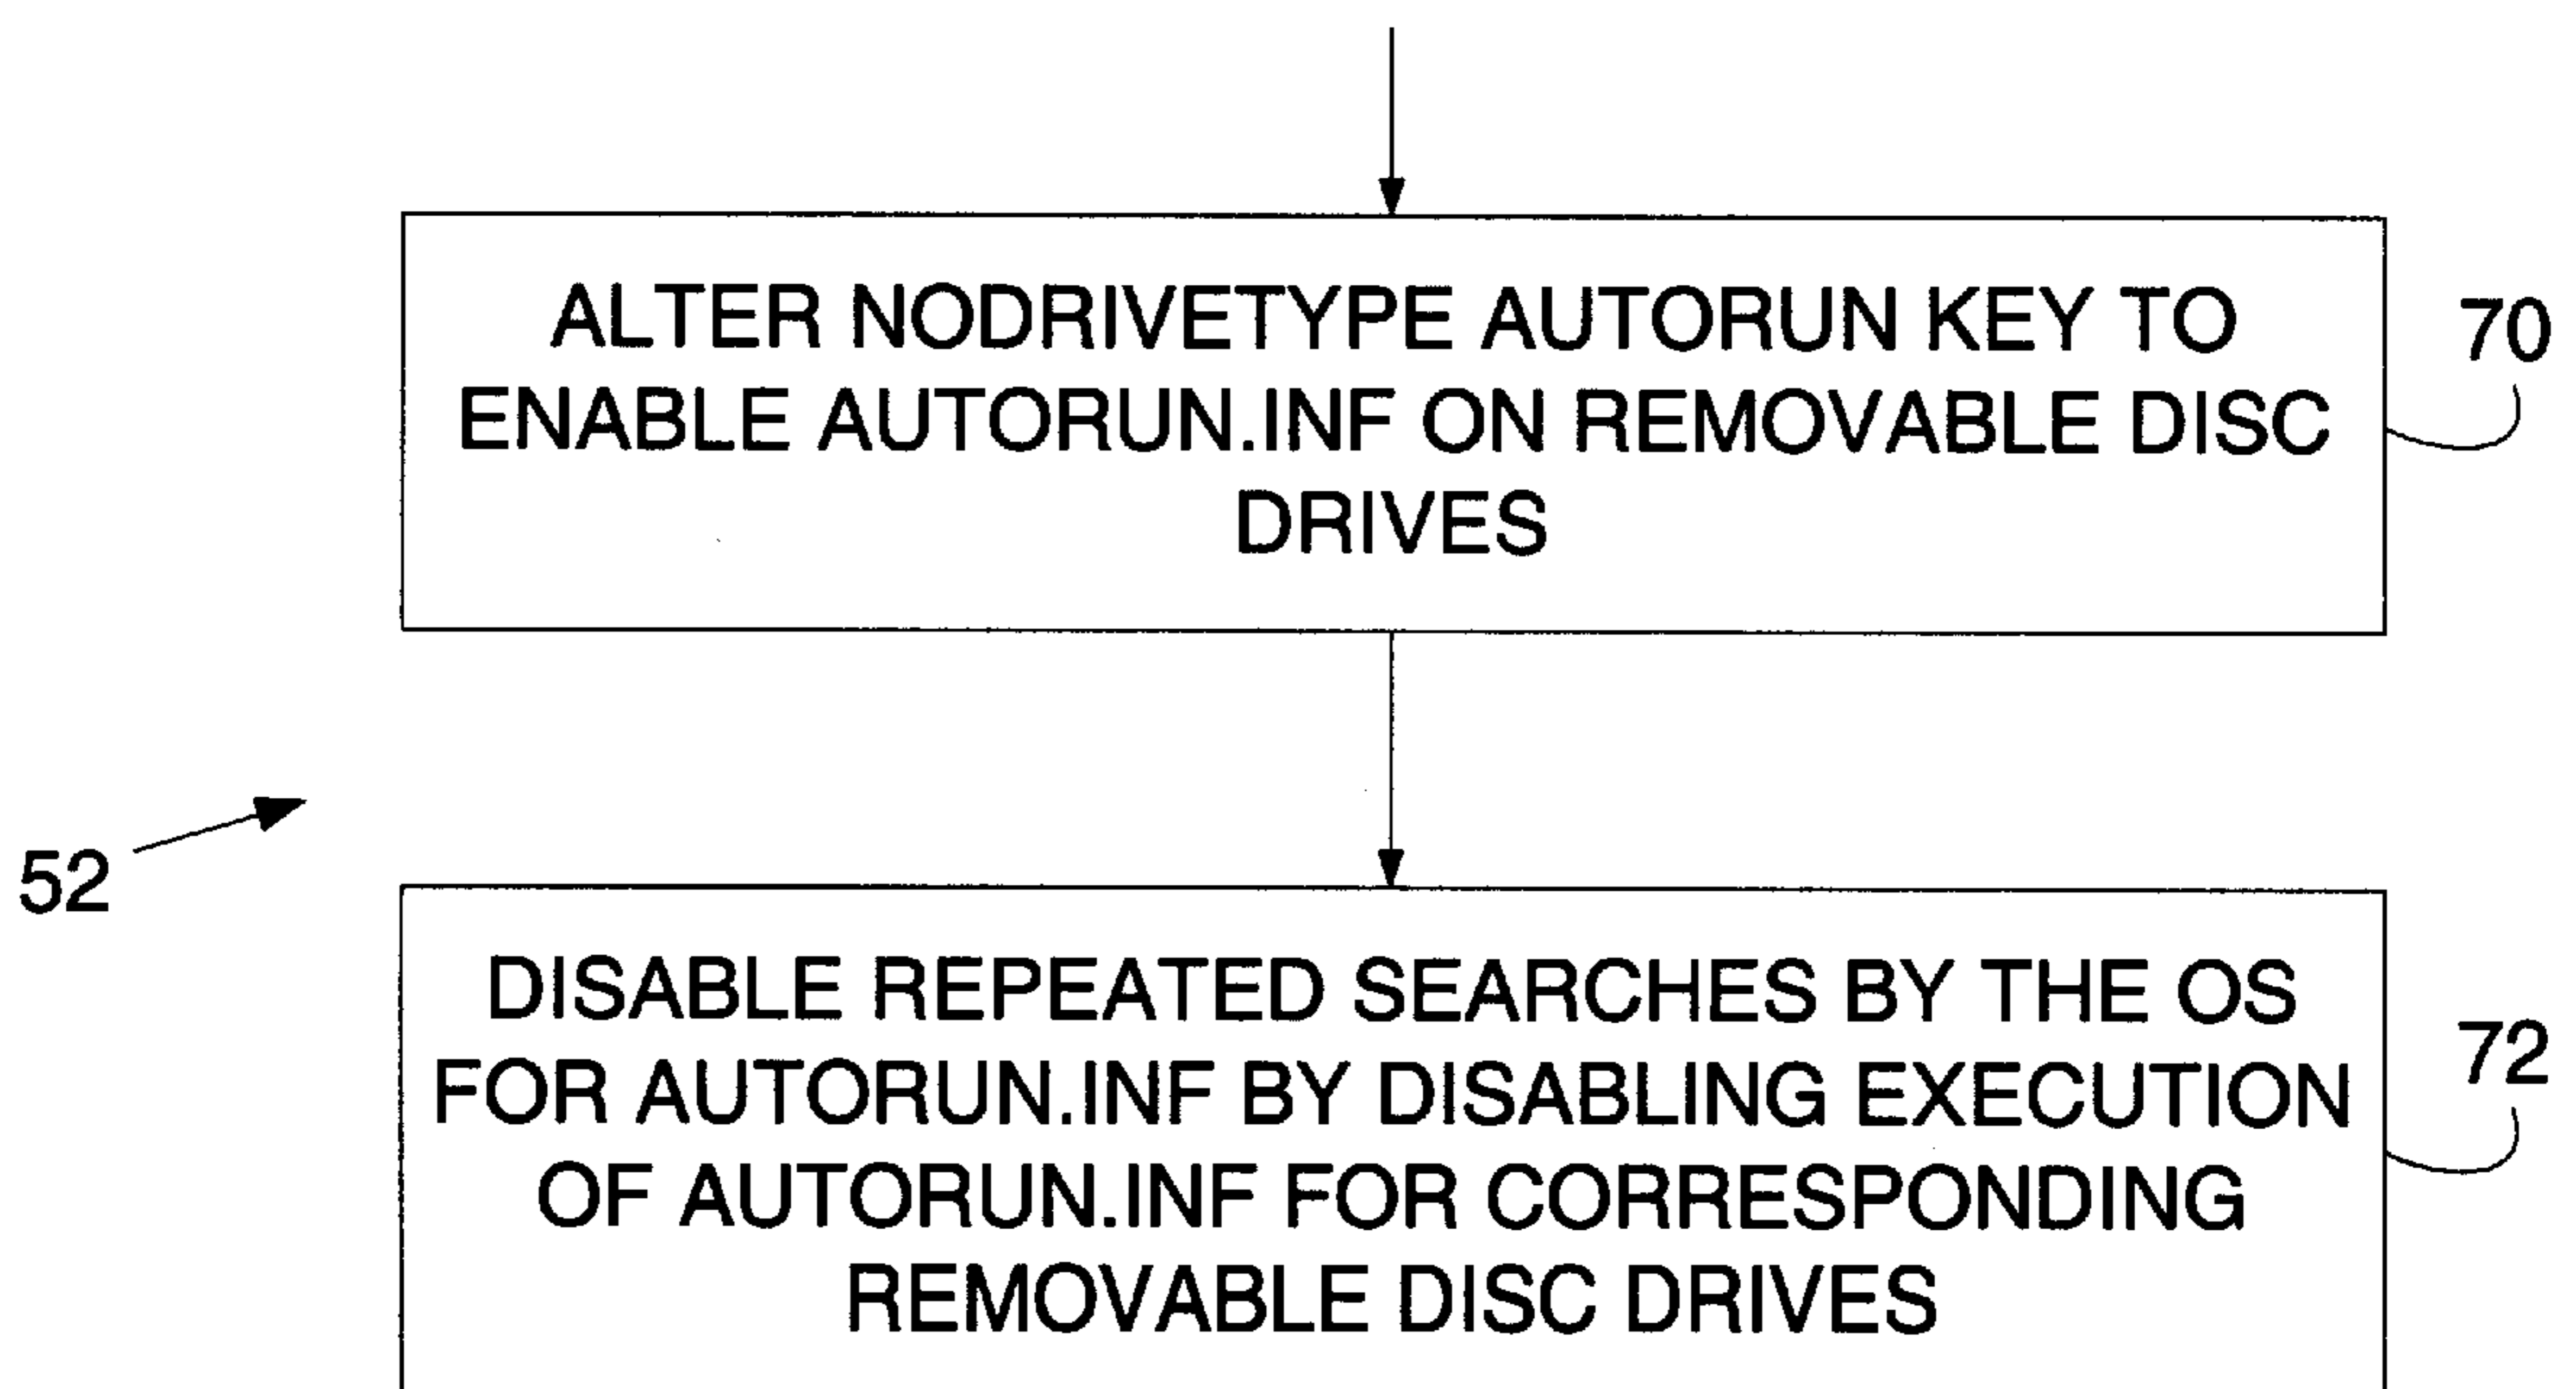 ALTER NODRIVETYPE AUTORUN KEY TO
ENABLE AUTORUN.INF ON REMOVABLE DISC
DRIVES
70
52
DISABLE REPEATED SEARCHES BY THE OS
FOR AUTORUN.INF BY DISABLING EXECUTION
OF AUTORUN.INF FOR CORRESPONDING
REMOVABLE DISC DRIVES
72